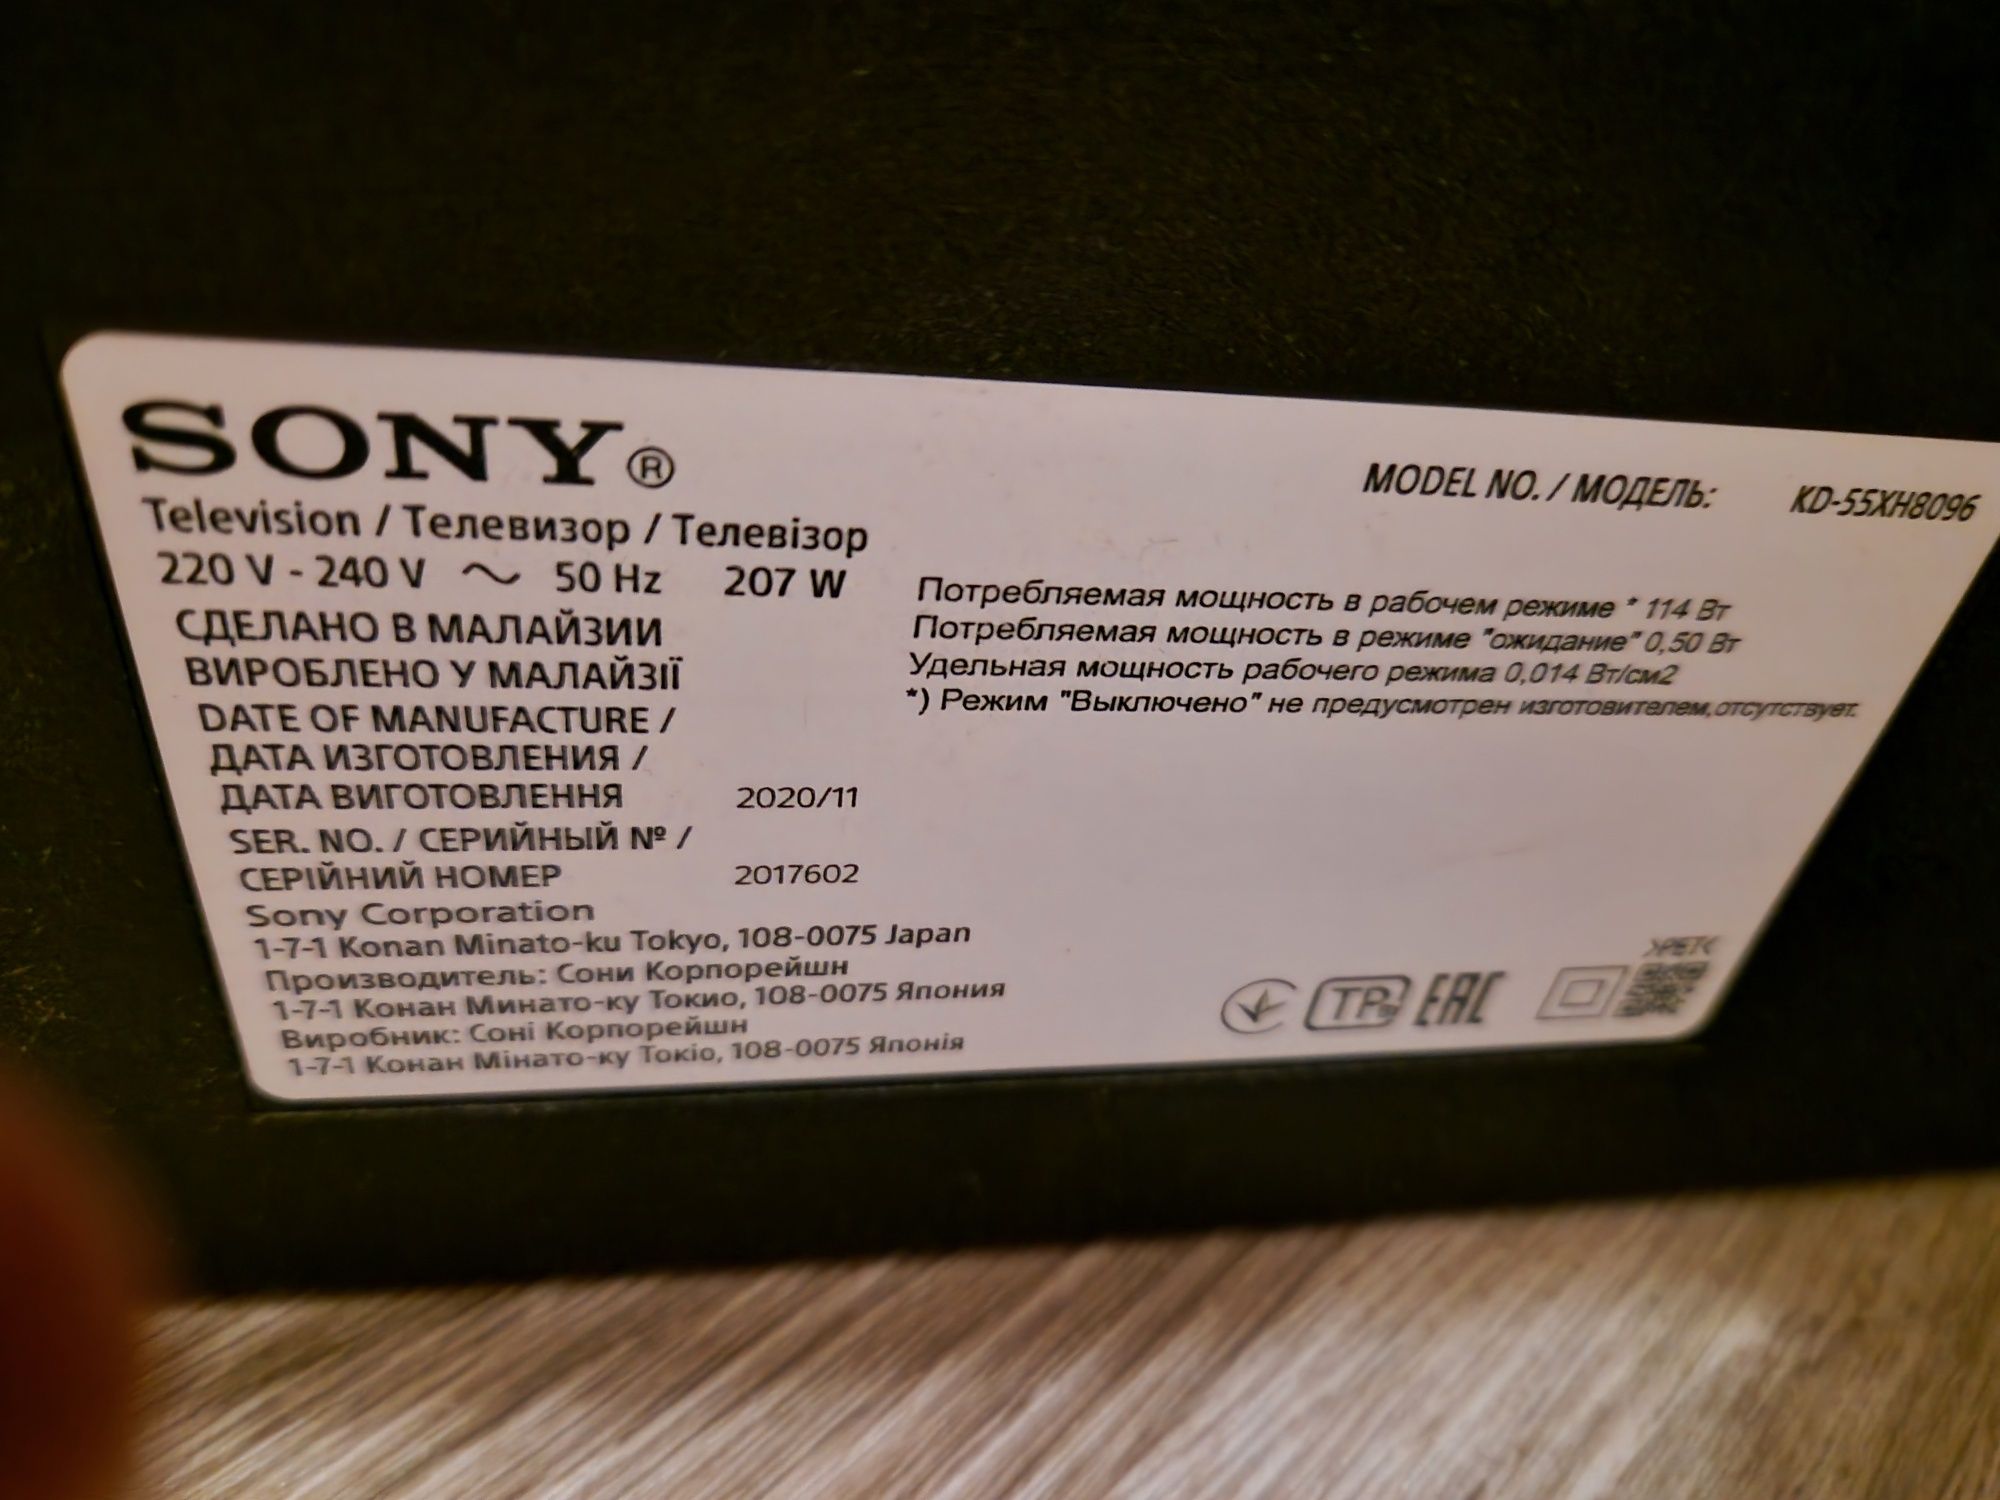 SONY®
Television / Телевизор / Телевізор
220 V - 240 V ~ 50 Hz 207 W
СДЕЛАНО В МАЛАЙЗИИ
ВИРОБЛЕНО У МАЛАЙЗІЇ
DATE OF MANUFACTURE /
ДАТА ИЗГОТОВЛЕНИЯ /
ДАТА ВИГОТОВЛЕННЯ 2020/11
SER. NO. / СЕРИЙНЫЙ № /
СЕРІЙНИЙ НОМЕР 2017602
Sony Corporation
1-7-1 Konan Minato-ku Tokyo, 108-0075 Japan
Производитель: Сони Корпорейшн
1-7-1 Конан Минато-ку Токио, 108-0075 Япония
Виробник: Соні Корпорейшн
1-7-1 Конан Мінато-ку Токіо, 108-0075 Японія
MODEL NO. / МОДЕЛЬ: KD-55XH8096
Потребляемая мощность в рабочем режиме * 114 Вт
Потребляемая мощность в режиме "ожидание" 0,50 Вт
Удельная мощность рабочего режима 0,014 Вт/см2
*) Режим "Выключено" не предусмотрен изготовителем,отсутствует.
>PET<
ТР EAC